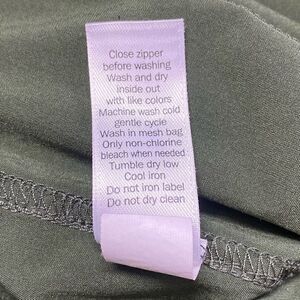 Close zipper
before washing
Wash and dry
inside out
with like colors
Machine wash cold
gentle cycle
Wash in mesh bag
Only non-chlorine
bleach when needed
Tumble dry low
Cool iron
Do not iron label
Do not dry clean